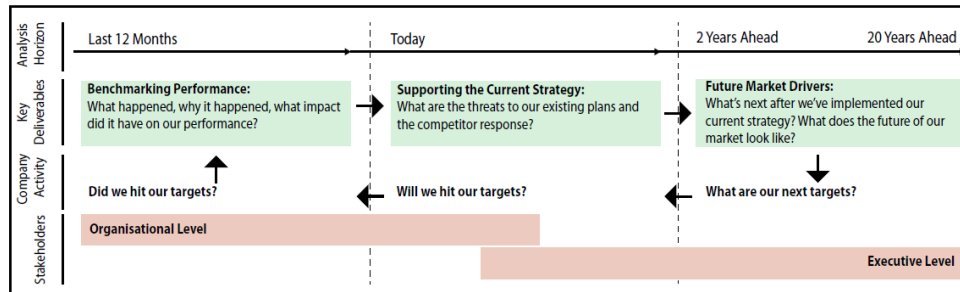 Analysis
Horizon
Last 12 Months
Today
2 Years Ahead
20 Years Ahead
Key
Deliverables
Benchmarking Performance:
What happened, why it happened, what impact
did it have on our performance?
Supporting the Current Strategy:
What are the threats to our existing plans and
the competitor response?
Future Market Drivers:
What's next after we've implemented our
current strategy? What does the future of our
market look like?
Company
Activity
Did we hit our targets?
Will we hit our targets?
What are our next targets?
Stakeholders
Organisational Level
Executive Level